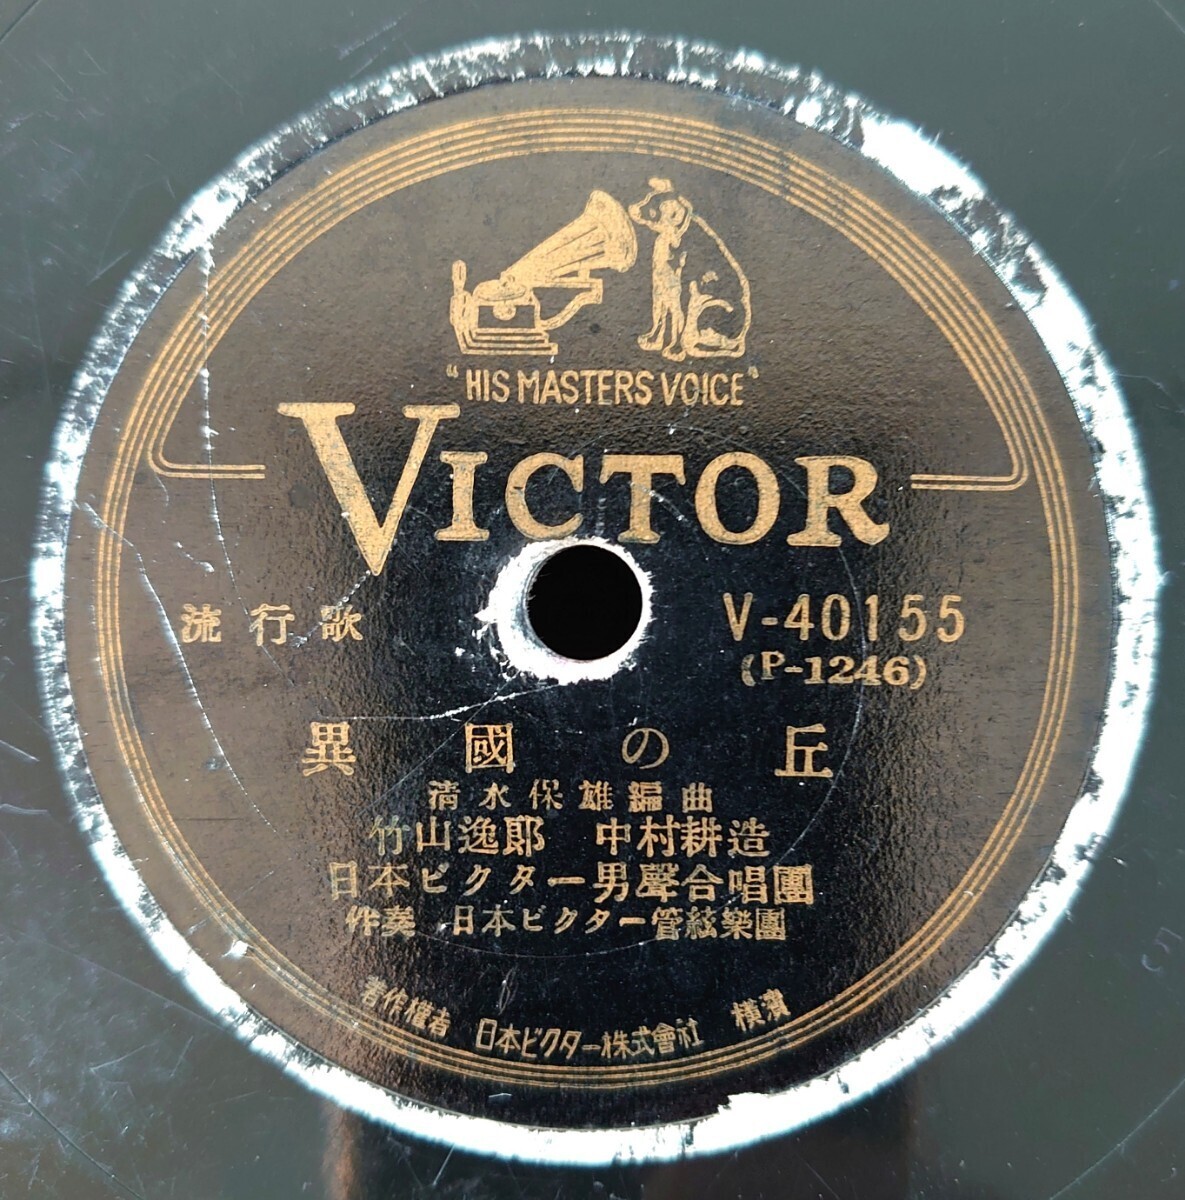 "HIS MASTERS VOICE"
VICTOR
流行歌
V-40155
(P-1246)
異國の丘
清水保雄編曲
竹山逸郎 中村耕造
日本ビクター男聲合唱團
伴奏 日本ビクター管絃樂團
著作權者 日本ビクター株式會社 横濱